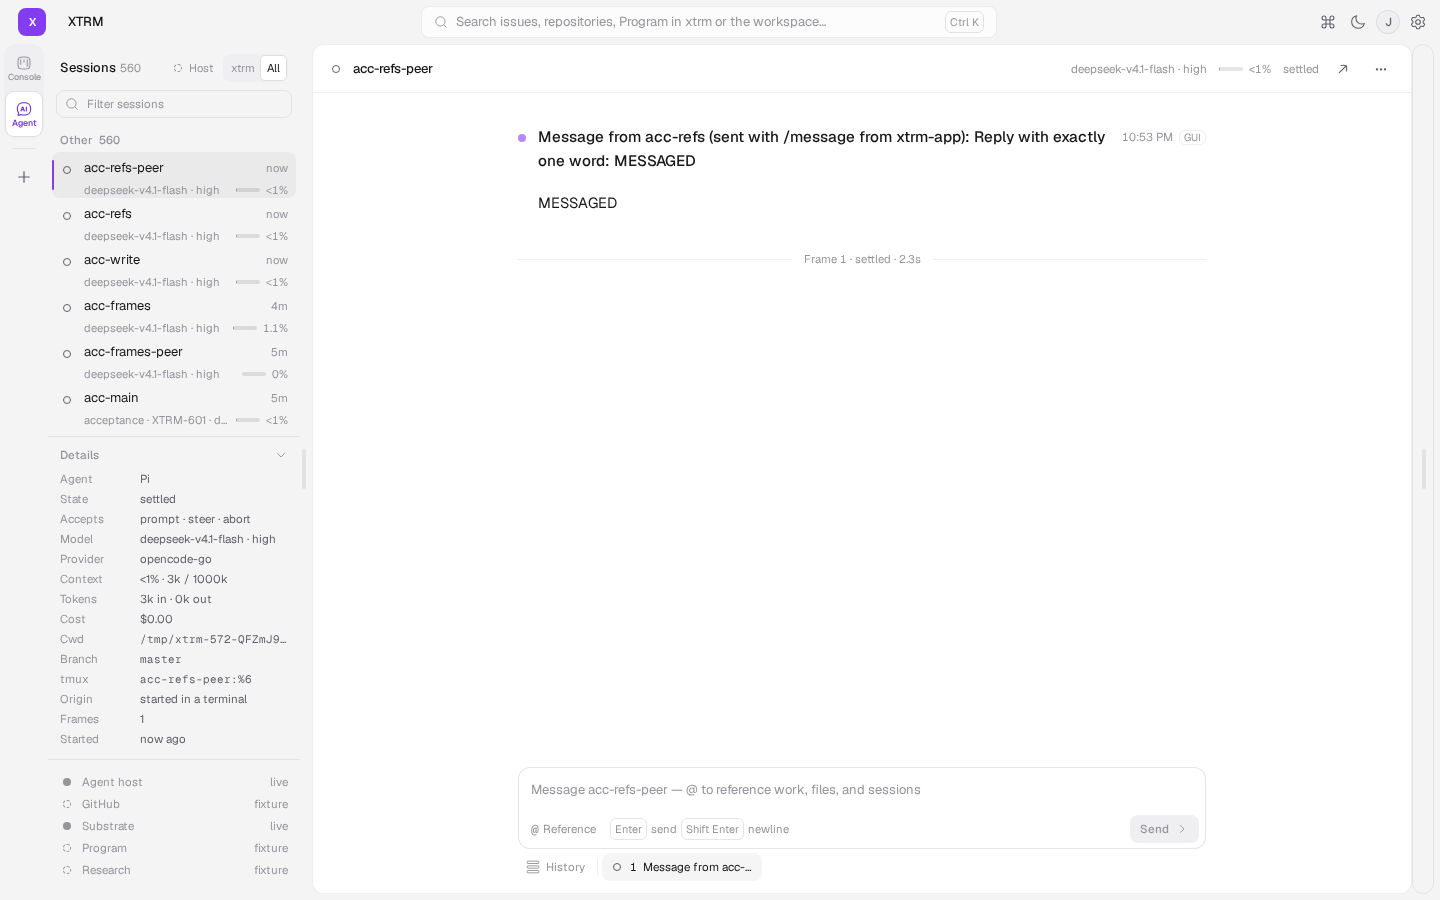 X XTRM Search issues, repositories, Program in xtrm or the workspace... Ctrl K J
Console
AI
Agent
Sessions 560 Host xtrm All
Filter sessions
Other 560
acc-refs-peer now
deepseek-v4.1-flash · high <1%
acc-refs now
deepseek-v4.1-flash · high <1%
acc-write now
deepseek-v4.1-flash · high <1%
acc-frames 4m
deepseek-v4.1-flash · high 1.1%
acc-frames-peer 5m
deepseek-v4.1-flash · high 0%
acc-main 5m
acceptance · XTRM-601 · d... <1%
Details
Agent Pi
State settled
Accepts prompt · steer · abort
Model deepseek-v4.1-flash · high
Provider opencode-go
Context <1% · 3k / 1000k
Tokens 3k in · 0k out
Cost $0.00
Cwd /tmp/xtrm-572-QFZmJ9...
Branch master
tmux acc-refs-peer:%6
Origin started in a terminal
Frames 1
Started now ago
Agent host live
GitHub fixture
Substrate live
Program fixture
Research fixture
acc-refs-peer deepseek-v4.1-flash · high <1% settled
Message from acc-refs (sent with /message from xtrm-app): Reply with exactly 10:53 PM GUI
one word: MESSAGED
MESSAGED
Frame 1 · settled · 2.3s
Message acc-refs-peer — @ to reference work, files, and sessions
@ Reference Enter send Shift Enter newline Send
History 1 Message from acc-...